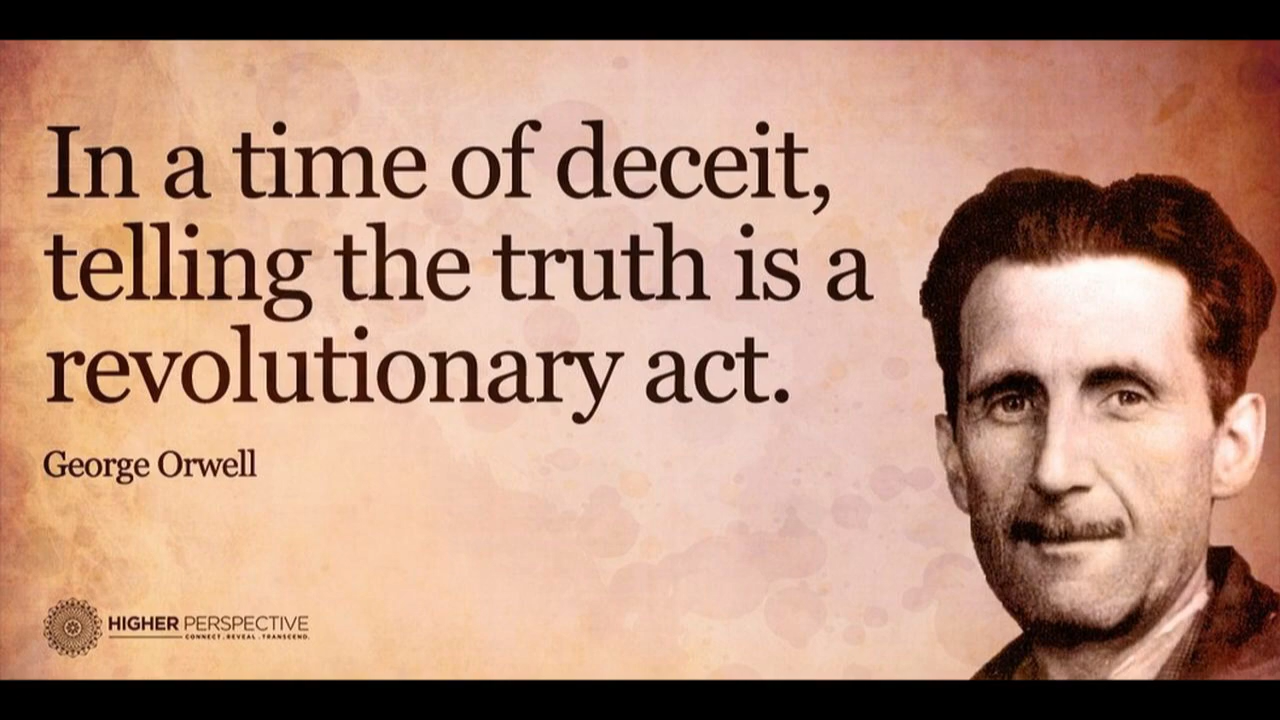 In a time of deceit,
telling the truth is a
revolutionary act.
George Orwell
HIGHER PERSPECTIVE
CONNECT . REVEAL . TRANSCEND.